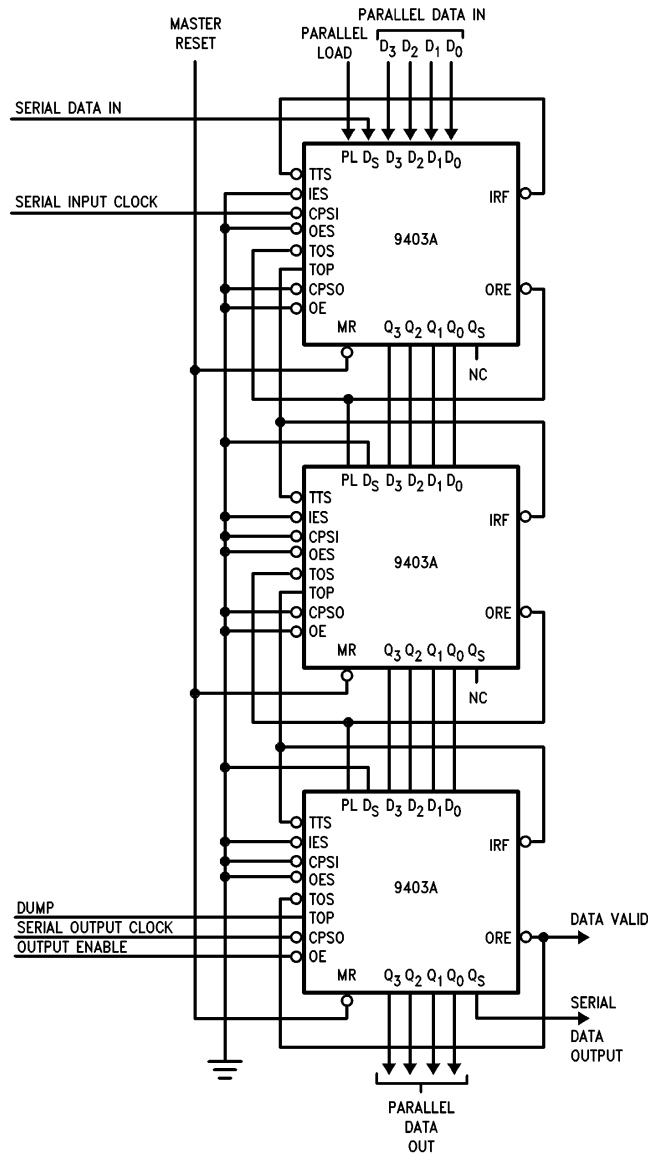 PARALLEL DATA IN
MASTER
RESET
PARALLEL
LOAD
D3 D2 D1 D0
SERIAL DATA IN
PL DS D3 D2 D1 D0
TTS
IES
IRF
SERIAL INPUT CLOCK
CPSI
OES
9403A
TOS
TOP
CPSO
ORE
OE
MR
Q3 Q2 Q1 Q0 QS
NC
PL DS D3 D2 D1 D0
TTS
IES
IRF
CPSI
OES
9403A
TOS
TOP
CPSO
ORE
OE
MR
Q3 Q2 Q1 Q0 QS
NC
PL DS D3 D2 D1 D0
TTS
IES
IRF
CPSI
OES
9403A
TOS
DUMP
TOP
DATA VALID
SERIAL OUTPUT CLOCK
CPSO
ORE
OUTPUT ENABLE
OE
MR
Q3 Q2 Q1 Q0 QS
SERIAL
DATA
OUTPUT
PARALLEL
DATA
OUT